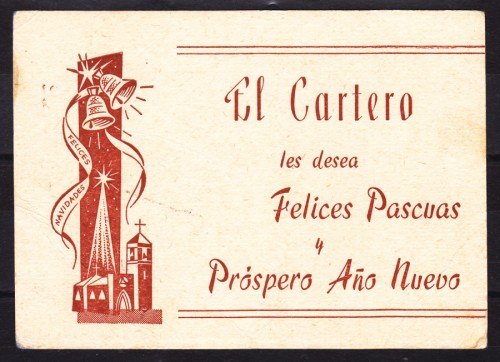 FELICES
NAVIDADES
El Cartero
les desea
Felices Pascuas
y
Próspero Año Nuevo